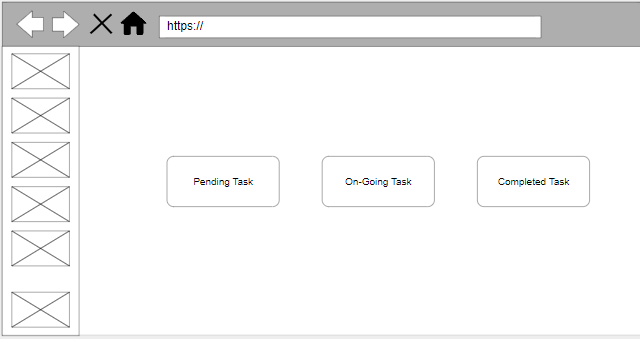 https://
Pending Task
On-Going Task
Completed Task